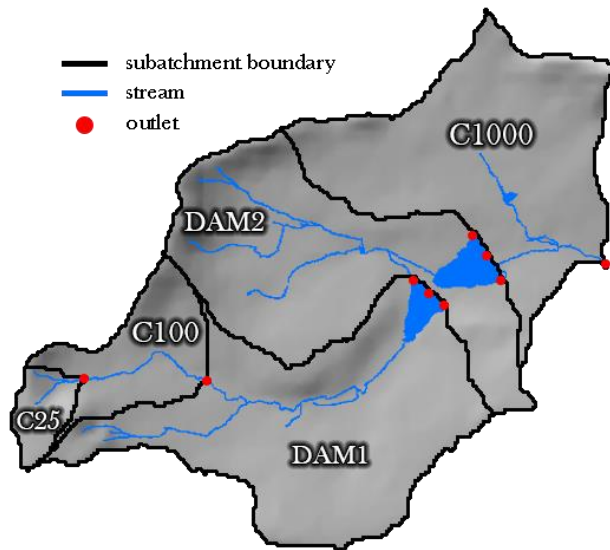 subatchment boundary
stream
outlet
C1000
DAM2
C100
C25
DAM1